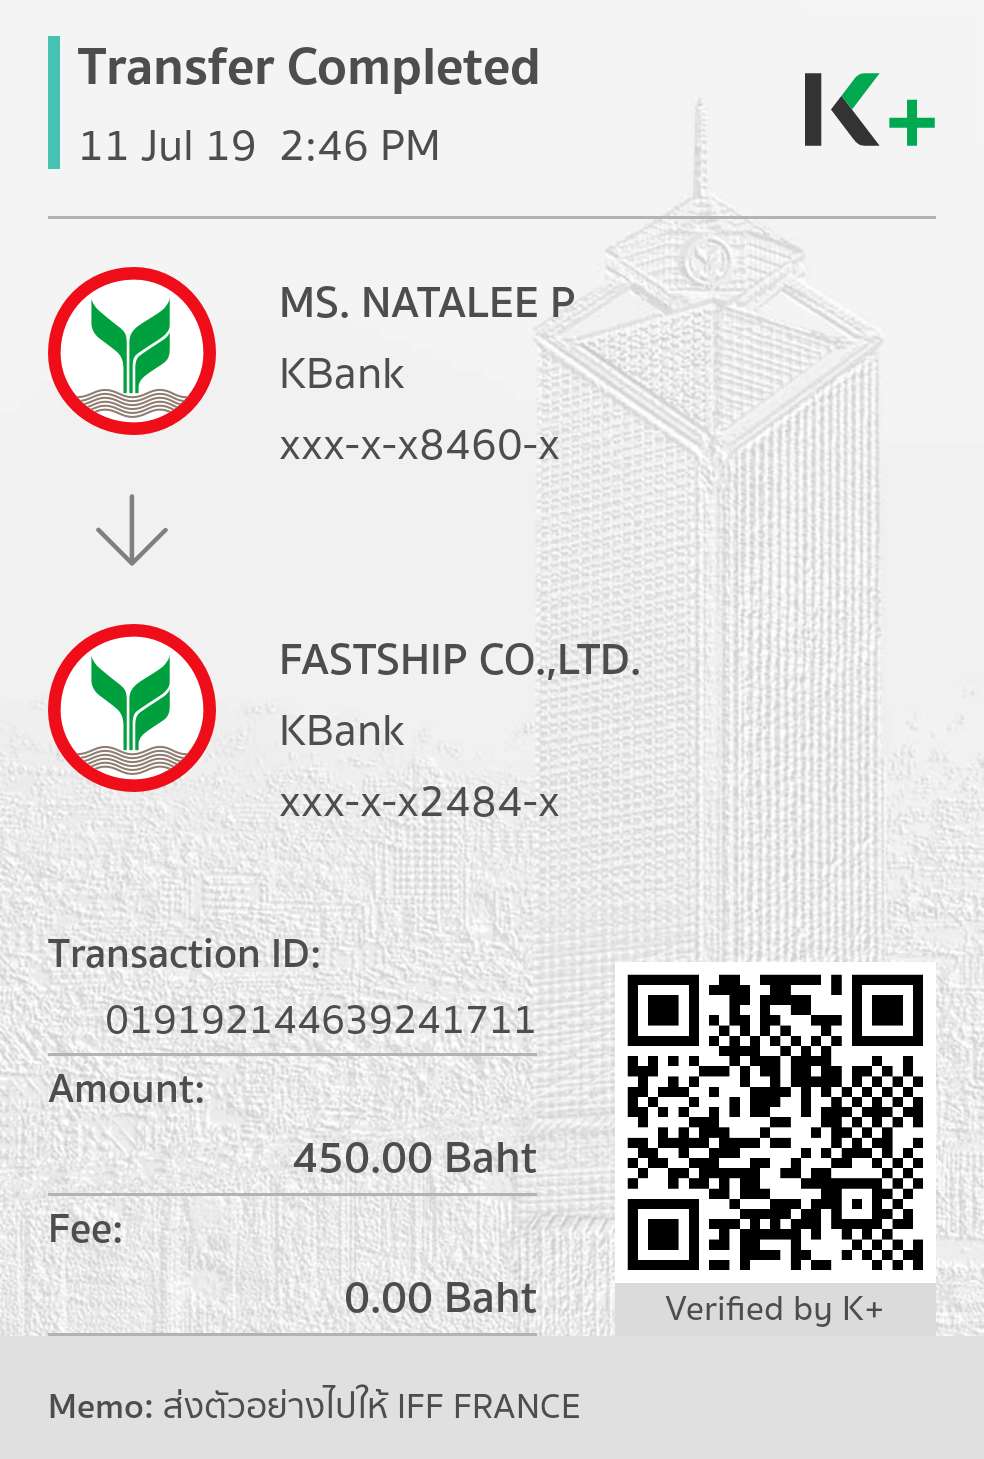 Transfer Completed
11 Jul 19 2:46 PM
K+
MS. NATALEE P
KBank
xxx-x-x8460-x
FASTSHIP CO.,LTD.
KBank
xxx-x-x2484-x
Transaction ID:
019192144639241711
Amount:
450.00 Baht
Fee:
0.00 Baht
Verified by K+
Memo: ส่งตัวอย่างไปให้ IFF FRANCE